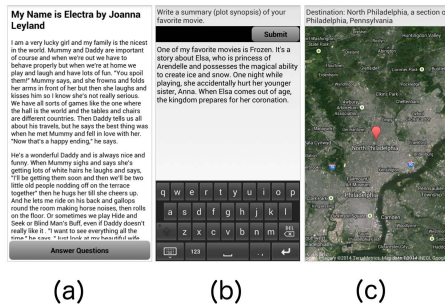 My Name is Electra by Joanna
Leyland
I am a very lucky girl and my family is the nicest
in the world. Mummy and Daddy are important
of course and when we're out we have to
behave properly but when we're at home we
play and laugh and have lots of fun. "You spoil
them!" Mummy says, and she frowns and folds
her arms in front of her but then she laughs and
kisses him so I know she's not really serious.
We have all sorts of games like the one where
the hall is the world and the tables and chairs
are different countries. Then Daddy tells us all
about his travels, but he says the best thing was
when he met Mummy and fell in love with her.
"Now that's a happy ending," he says.
He's a wonderful Daddy and is always nice and
funny. When Mummy sighs and says she's
getting lots of white hairs he laughs and says,
"I'll be getting them soon and then we'll be two
little old people nodding off on the terrace
together" then he hugs her till she cheers up.
And he lets me ride on his back and gallops
round the room making horse noises, then rolls
on the floor. Or sometimes we play Hide and
Seek or Blind Man's Buff, even if Daddy doesn't
really like it. "I want to see everything all the
time," he says. "Just look at my beautiful wife
Answer Questions
(a)
Write a summary (plot synopsis) of your
favorite movie.
Submit
One of my favorite movies is Frozen. It's a
story about Elsa, who is princess of
Arendelle and possesses the magical ability
to create ice and snow. One night while
playing, she accidentally hurt her younger
sister, Anna. When Elsa comes out of age,
the kingdom prepares for her coronation.
q w e r t y u i o p
a s d f g h j k l
z x c v b n m DEL
123 . ,
(b)
Destination: North Philadelphia, a section of
Philadelphia, Pennsylvania
Huntingdon Valley
Abington
Elkins Park
Cheltenham
North Philadelphia
Philadelphia
Camden
(c)